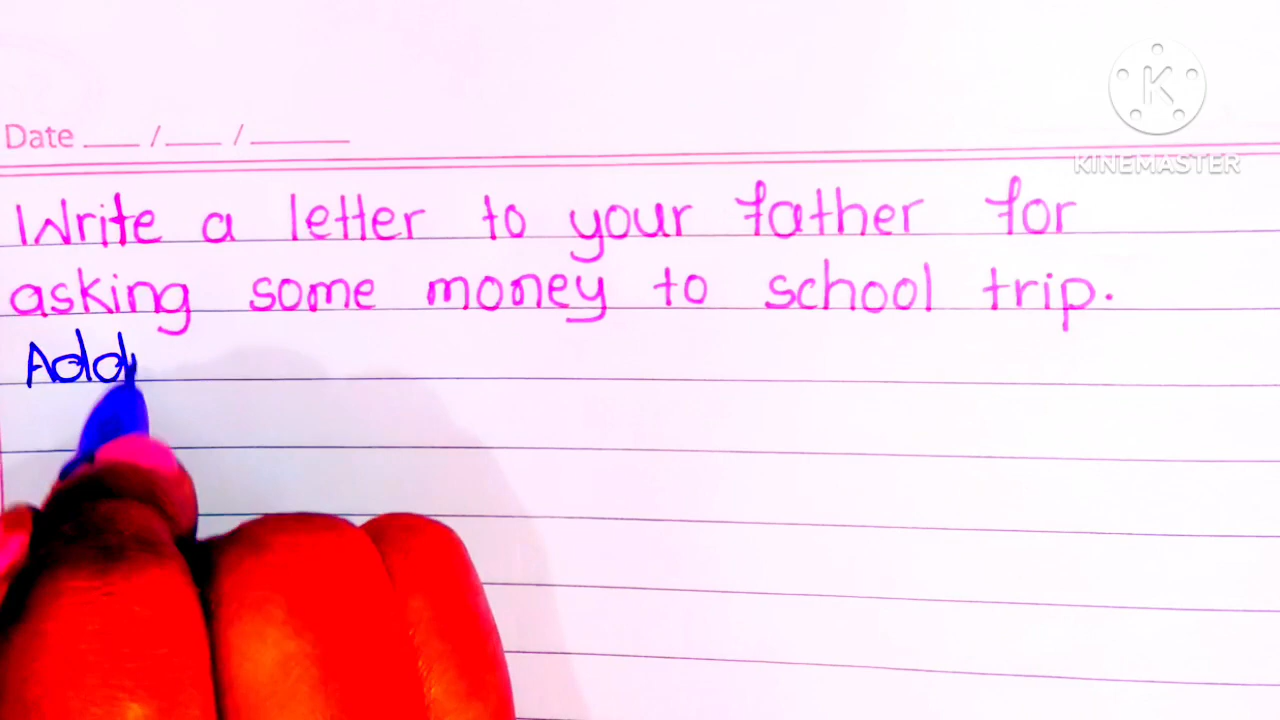 Date ___ /___ /______
KINEMASTER
Write a letter to your father for
asking some money to school trip.
Add